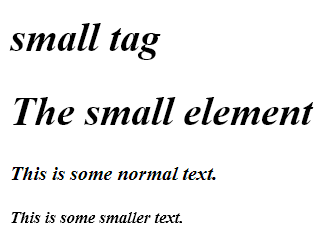 small tag
The small element
This is some normal text.
This is some smaller text.